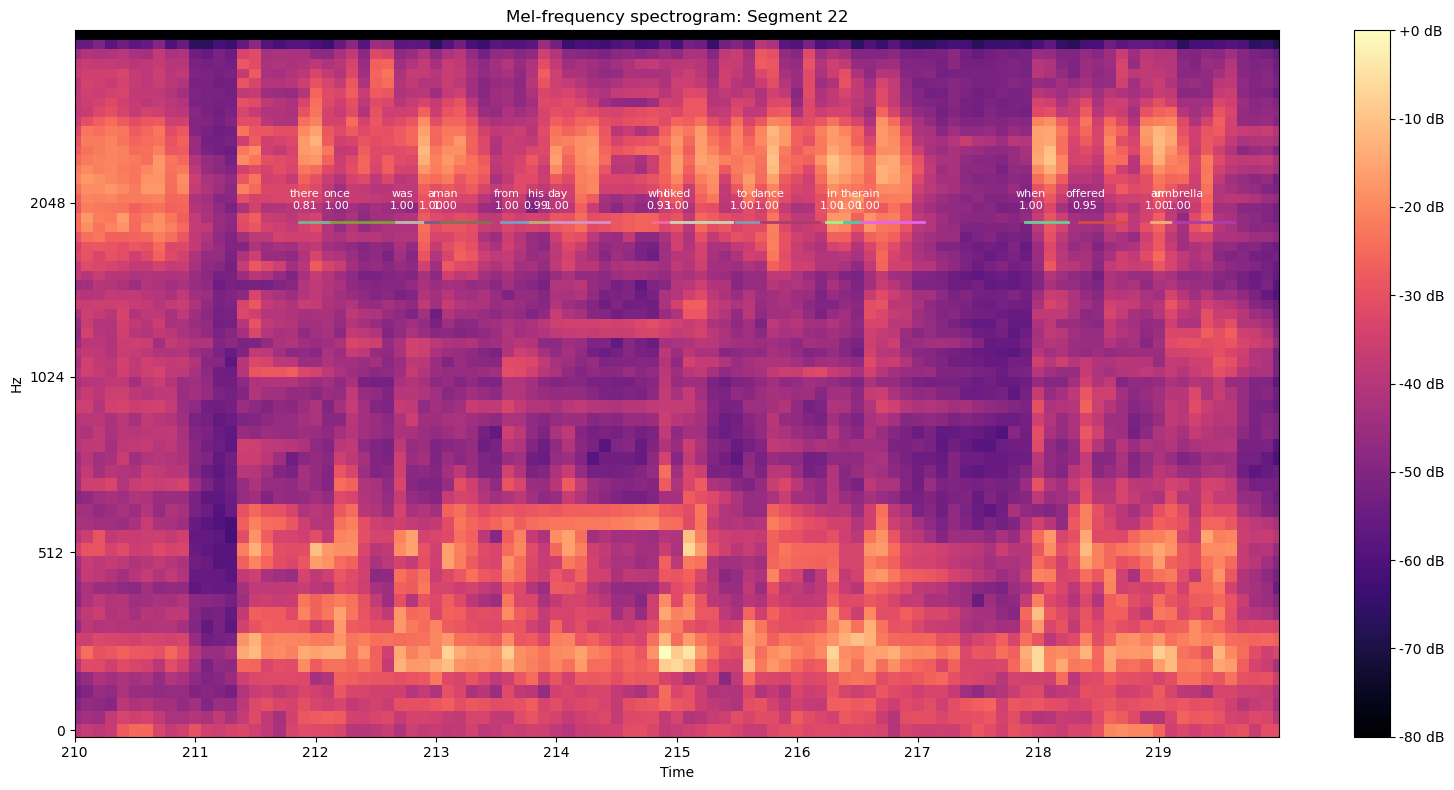 Mel-frequency spectrogram: Segment 22
+0 dB
-10 dB
-20 dB
-30 dB
-40 dB
-50 dB
-60 dB
-70 dB
-80 dB
Hz
2048
1024
512
0
there once was a man from his day who liked to dance in the rain when offered an umbrella
0.81 1.00 1.00 1.00 1.00 1.00 0.99 1.00 0.93 1.00 1.00 1.00 1.00 1.00 1.00 1.00 0.95 1.00 1.00
210 211 212 213 214 215 216 217 218 219
Time